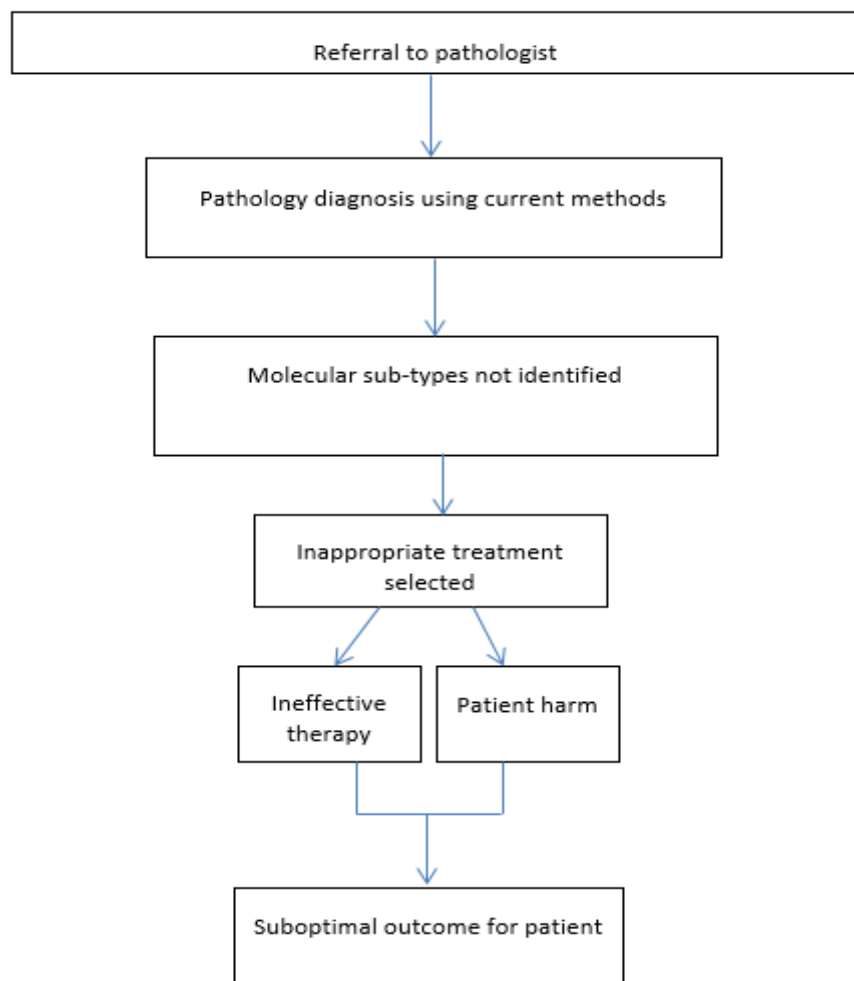 Referral to pathologist
Pathology diagnosis using current methods
Molecular sub-types not identified
Inappropriate treatment
selected
Ineffective
therapy
Patient harm
Suboptimal outcome for patient